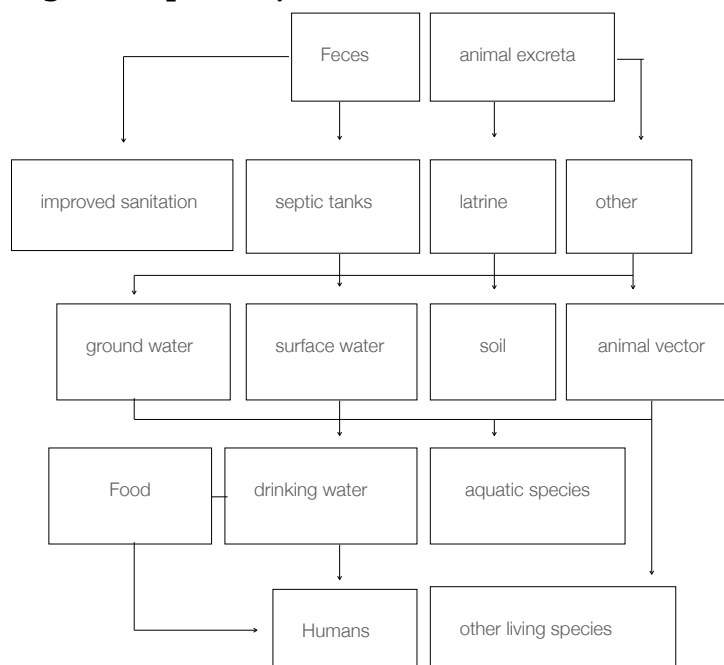 Feces
animal excreta
improved sanitation
septic tanks
latrine
other
ground water
surface water
soil
animal vector
Food
drinking water
aquatic species
Humans
other living species